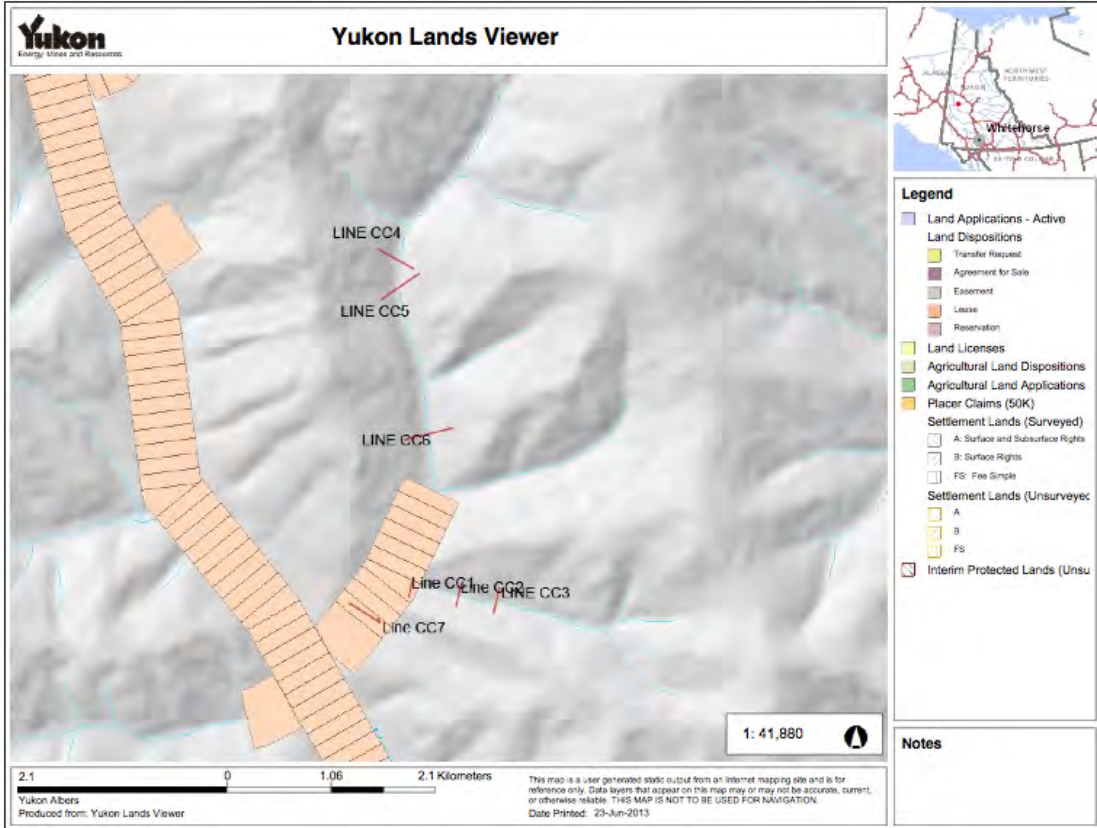 Yukon
Energy, Mines and Resources
Yukon Lands Viewer
ALASKA
NORTHWEST
TERRITORIES
YUKON
Whitehorse
LINE CC4
LINE CC5
LINE CC6
Line CC1
Line CC2
LINE CC3
Line CC7
1: 41,880
Legend
Land Applications - Active
Land Dispositions
Transfer Request
Agreement for Sale
Easement
Lease
Reservation
Land Licenses
Agricultural Land Dispositions
Agricultural Land Applications
Placer Claims (50K)
Settlement Lands (Surveyed)
A: Surface and Subsurface Rights
B: Surface Rights
FS: Fee Simple
Settlement Lands (Unsurveyec
A
B
FS
Interim Protected Lands (Unsu
Notes
2.1 0 1.06 2.1 Kilometers
Yukon Albers
Produced from: Yukon Lands Viewer
This map is a user generated static output from an Internet mapping site and is for
reference only. Data layers that appear on this map may or may not be accurate, current,
or otherwise reliable. THIS MAP IS NOT TO BE USED FOR NAVIGATION.
Date Printed: 23-Jun-2013